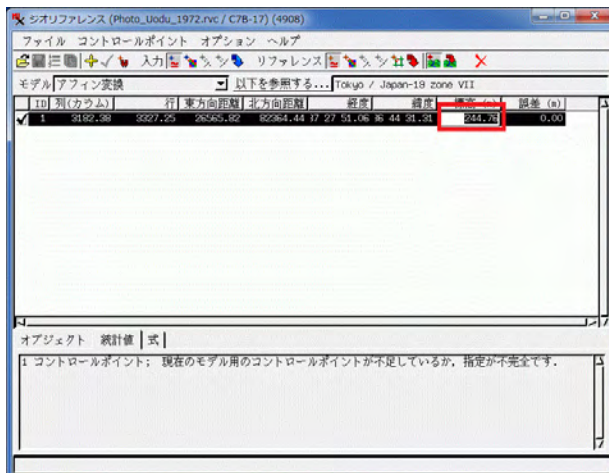 ジオリファレンス (Photo_Uodu_1972.rvc / C7B-17) (4908)
ファイル コントロールポイント オプション ヘルプ
入力 リファレンス
モデル アフィン変換 以下を参照する... Tokyo / Japan-19 zone VII
ID 列(カラム) 行 東方向距離 北方向距離 経度 緯度 標高 (m) 誤差 (m)
1 3182.38 3327.25 26565.82 82364.44 37 27 51.06 36 44 31.31 244.76 0.00
オブジェクト 統計値 式
1 コントロールポイント; 現在のモデル用のコントロールポイントが不足しているか, 指定が不完全です.